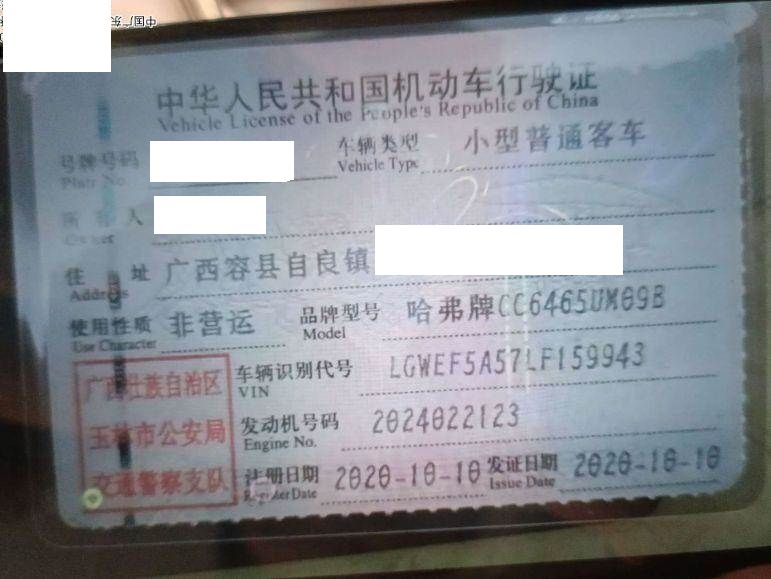 中华人民共和国机动车行驶证
Vehicle License of the People's Republic of China
号牌号码
Plate No.
车辆类型 小型普通客车
Vehicle Type
所有人
Owner
住 址 广西容县自良镇
Address
使用性质 非营运
Use Character
品牌型号 哈弗牌CC6465UM09B
Model
车辆识别代号 LGWEF5A57LF159943
VIN
发动机号码 2024022123
Engine No.
注册日期 2020-10-10
Register Date
发证日期 2020-10-10
Issue Date
广西壮族自治区
玉林市公安局
交通警察支队